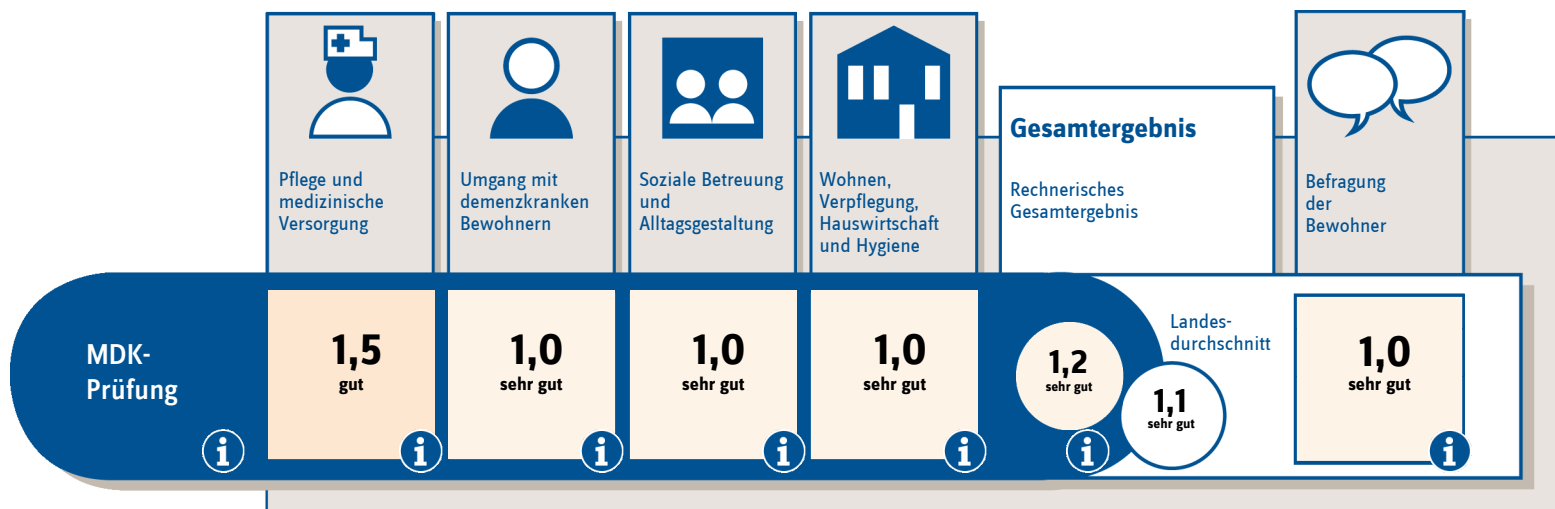 Pflege und
medizinische
Versorgung
Umgang mit
demenzkranken
Bewohnern
Soziale Betreuung
und
Alltagsgestaltung
Wohnen,
Verpflegung,
Hauswirtschaft
und Hygiene
Gesamtergebnis
Rechnerisches
Gesamtergebnis
Befragung
der
Bewohner
MDK-
Prüfung
i
1,5
gut
i
1,0
sehr gut
i
1,0
sehr gut
i
1,0
sehr gut
i
1,2
sehr gut
i
Landes-
durchschnitt
1,1
sehr gut
1,0
sehr gut
i